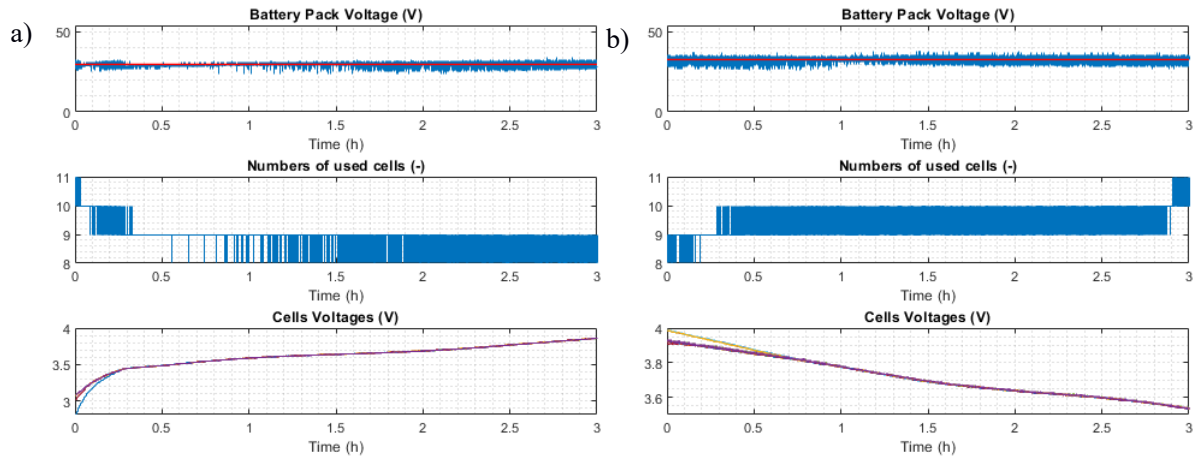 a)
Battery Pack Voltage (V)
50
0
0 0.5 1 1.5 2 2.5 3
Time (h)
Numbers of used cells (-)
11
10
9
8
0 0.5 1 1.5 2 2.5 3
Time (h)
Cells Voltages (V)
4
3.5
3
0 0.5 1 1.5 2 2.5 3
Time (h)
b)
Battery Pack Voltage (V)
50
0
0 0.5 1 1.5 2 2.5 3
Time (h)
Numbers of used cells (-)
11
10
9
8
0 0.5 1 1.5 2 2.5 3
Time (h)
Cells Voltages (V)
4
3.8
3.6
0 0.5 1 1.5 2 2.5 3
Time (h)